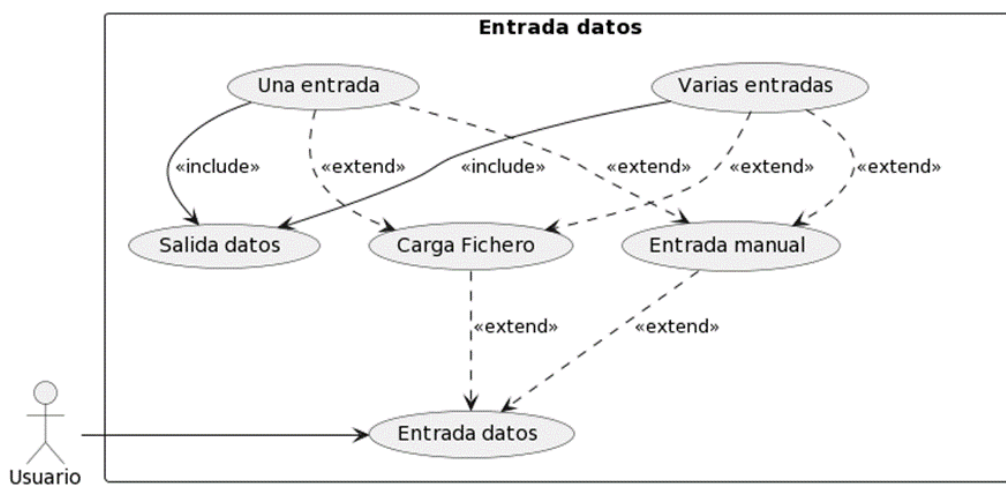 Entrada datos
Una entrada
Varias entradas
«include»
«extend»
«include»
«extend»
«extend»
«extend»
Salida datos
Carga Fichero
Entrada manual
«extend»
«extend»
Entrada datos
Usuario